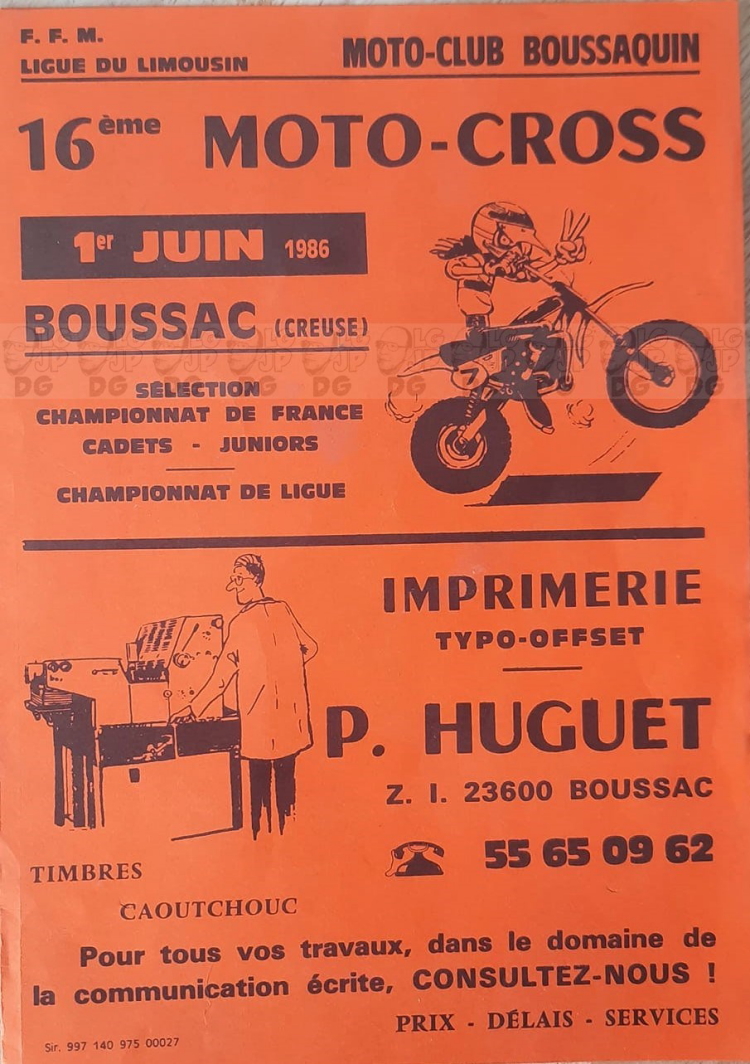 F. F. M.
LIGUE DU LIMOUSIN
MOTO-CLUB BOUSSAQUIN
16ème MOTO-CROSS
1er JUIN 1986
BOUSSAC (CREUSE)
SÉLECTION
CHAMPIONNAT DE FRANCE
CADETS - JUNIORS
CHAMPIONNAT DE LIGUE
7
IMPRIMERIE
TYPO-OFFSET
P. HUGUET
Z. I. 23600 BOUSSAC
55 65 09 62
TIMBRES
CAOUTCHOUC
Pour tous vos travaux, dans le domaine de
la communication écrite, CONSULTEZ-NOUS !
PRIX - DÉLAIS - SERVICES
Sir. 997 140 975 00027